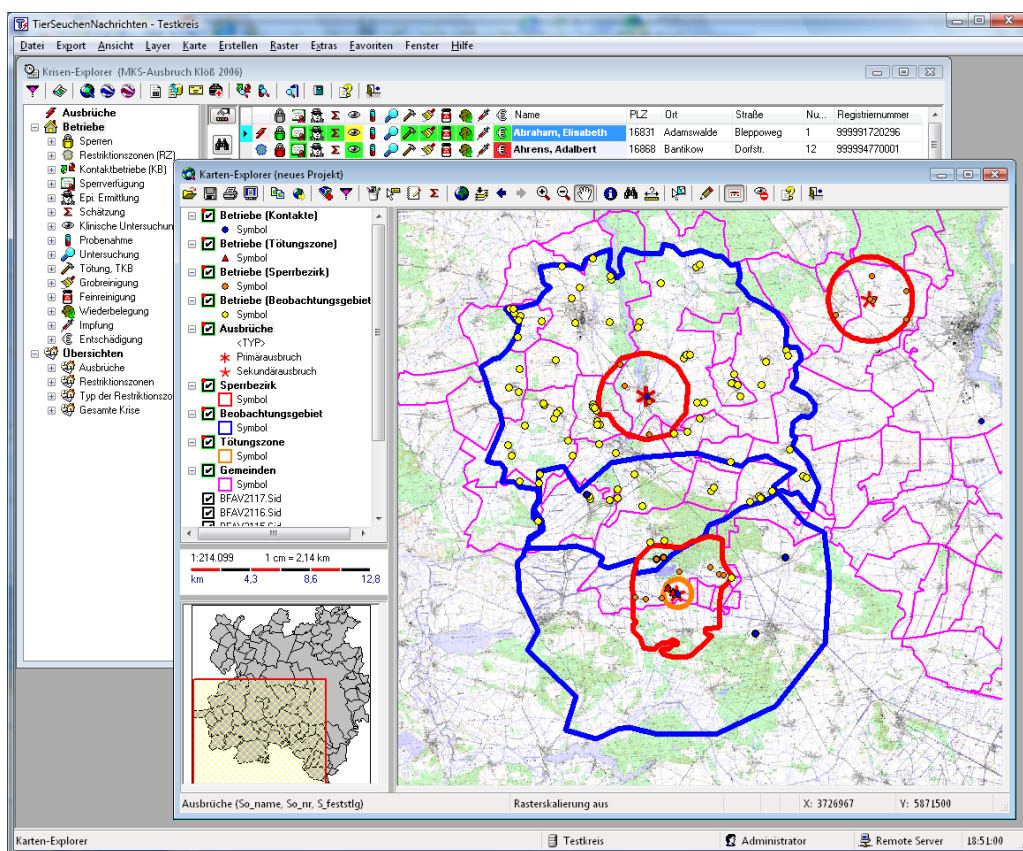 TierSeuchenNachrichten - Testkreis
Datei Export Ansicht Layer Karte Erstellen Raster Extras Favoriten Fenster Hilfe
Krisen-Explorer (MKS-Ausbruch Klöß 2006)
Ausbrüche
Betriebe
Sperren
Restriktionszonen (RZ)
Kontaktbetriebe (KB)
Sperrverfügung
Epi. Ermittlung
Schätzung
Klinische Untersuchun
Probenahme
Untersuchung
Tötung, TKB
Grobreinigung
Feinreinigung
Wiederbelegung
Impfung
Entschädigung
Übersichten
Ausbrüche
Restriktionszonen
Typ der Restriktionszo
Gesamte Krise
Name PLZ Ort Straße Nu... Registriernummer
Abraham, Elisabeth 16831 Adamswalde Bleppoweg 1 999991720296
Ahrens, Adalbert 16868 Bantikow Dorfstr. 12 999994770001
Karten-Explorer (neues Projekt)
Betriebe (Kontakte)
Symbol
Betriebe (Tötungszone)
Symbol
Betriebe (Sperrbezirk)
Symbol
Betriebe (Beobachtungsgebiet
Symbol
Ausbrüche
<TYP>
Primärausbruch
Sekundärausbruch
Sperrbezirk
Symbol
Beobachtungsgebiet
Symbol
Tötungszone
Symbol
Gemeinden
Symbol
BFAV2117.Sid
BFAV2116.Sid
BFAV2115.Sid
1:214.099 1 cm = 2,14 km
km 4,3 8,6 12,8
Ausbrüche (So_name, So_nr, S_feststlg) Rasterskalierung aus X: 3726967 Y: 5871500
Karten-Explorer Testkreis Administrator Remote Server 18:51:00